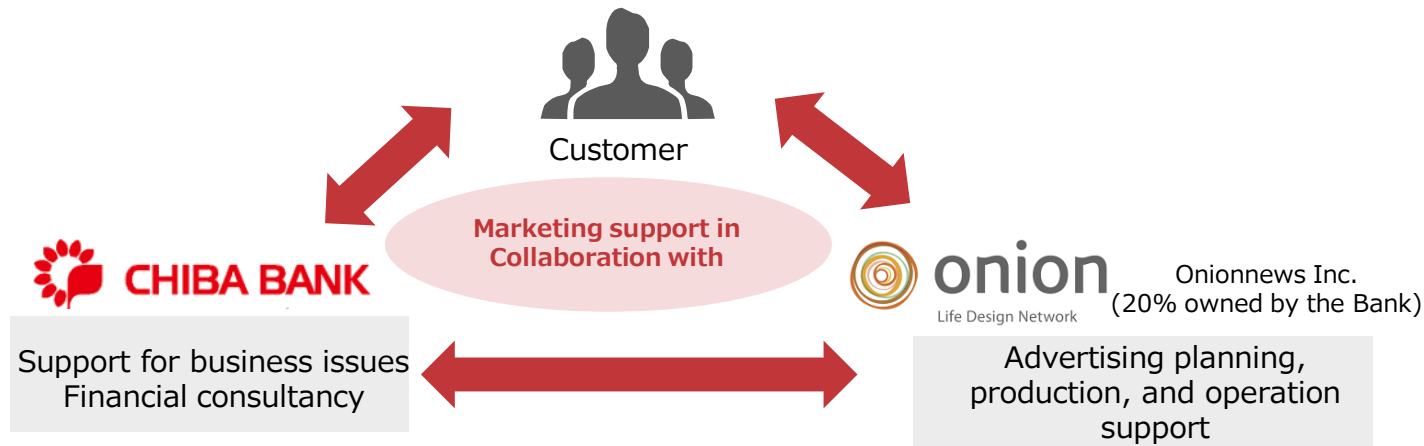 Customer
Marketing support in
Collaboration with
CHIBA BANK
onion
Life Design Network
Onionnews Inc.
(20% owned by the Bank)
Support for business issues
Financial consultancy
Advertising planning,
production, and operation
support